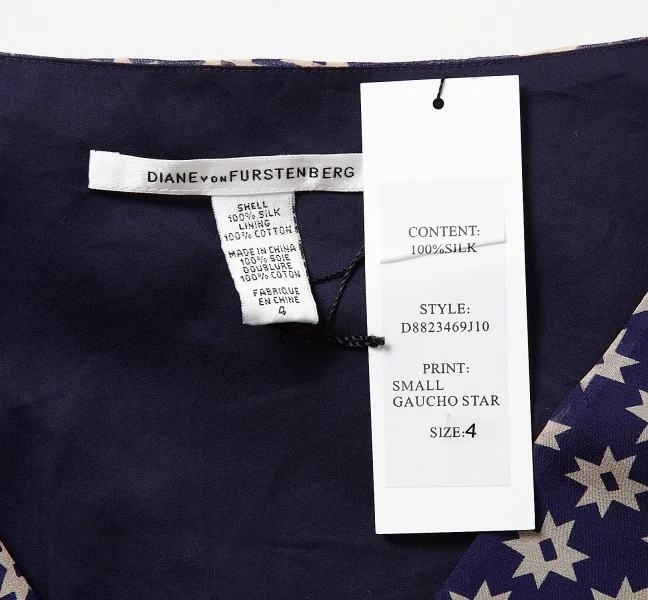 DIANE VON FURSTENBERG
SHELL
100% SILK
LINING
100% COTTON
MADE IN CHINA
100% SOIE
DOUBLURE
100% COTON
FABRIQUE
EN CHINE
4
CONTENT:
100%SILK
STYLE:
D8823469J10
PRINT:
SMALL
GAUCHO STAR
SIZE:4